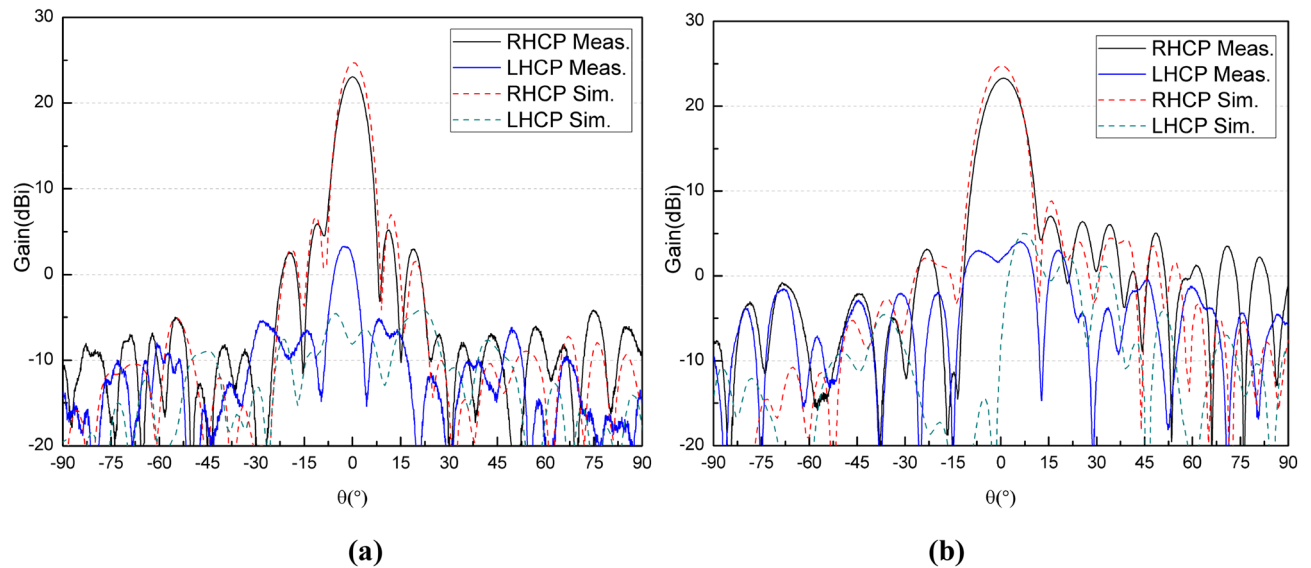 30
20
10
0
-10
-20
Gain(dBi)
RHCP Meas.
LHCP Meas.
RHCP Sim.
LHCP Sim.
-90 -75 -60 -45 -30 -15 0 15 30 45 60 75 90
θ(°)
(a)
30
20
10
0
-10
-20
Gain(dBi)
RHCP Meas.
LHCP Meas.
RHCP Sim.
LHCP Sim.
-90 -75 -60 -45 -30 -15 0 15 30 45 60 75 90
θ(°)
(b)